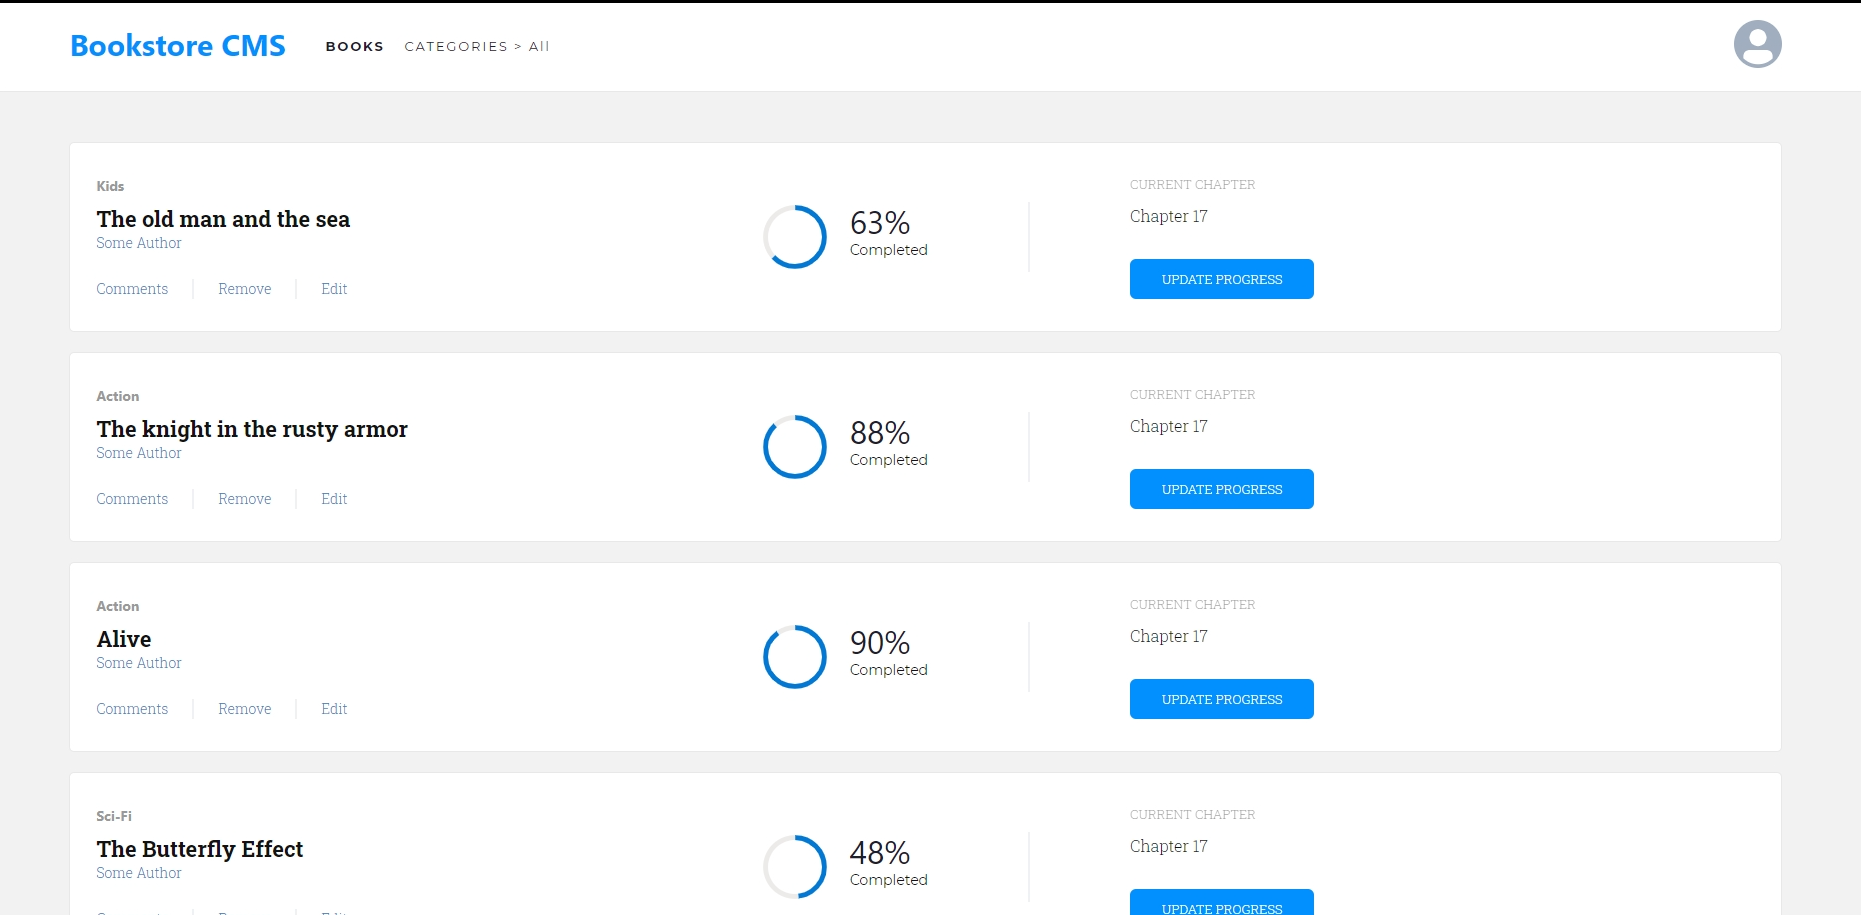 Bookstore CMS BOOKS CATEGORIES > All
Kids
The old man and the sea
Some Author
Comments Remove Edit
63%
Completed
CURRENT CHAPTER
Chapter 17
UPDATE PROGRESS
Action
The knight in the rusty armor
Some Author
Comments Remove Edit
88%
Completed
CURRENT CHAPTER
Chapter 17
UPDATE PROGRESS
Action
Alive
Some Author
Comments Remove Edit
90%
Completed
CURRENT CHAPTER
Chapter 17
UPDATE PROGRESS
Sci-Fi
The Butterfly Effect
Some Author
48%
Completed
CURRENT CHAPTER
Chapter 17
UPDATE PROGRESS